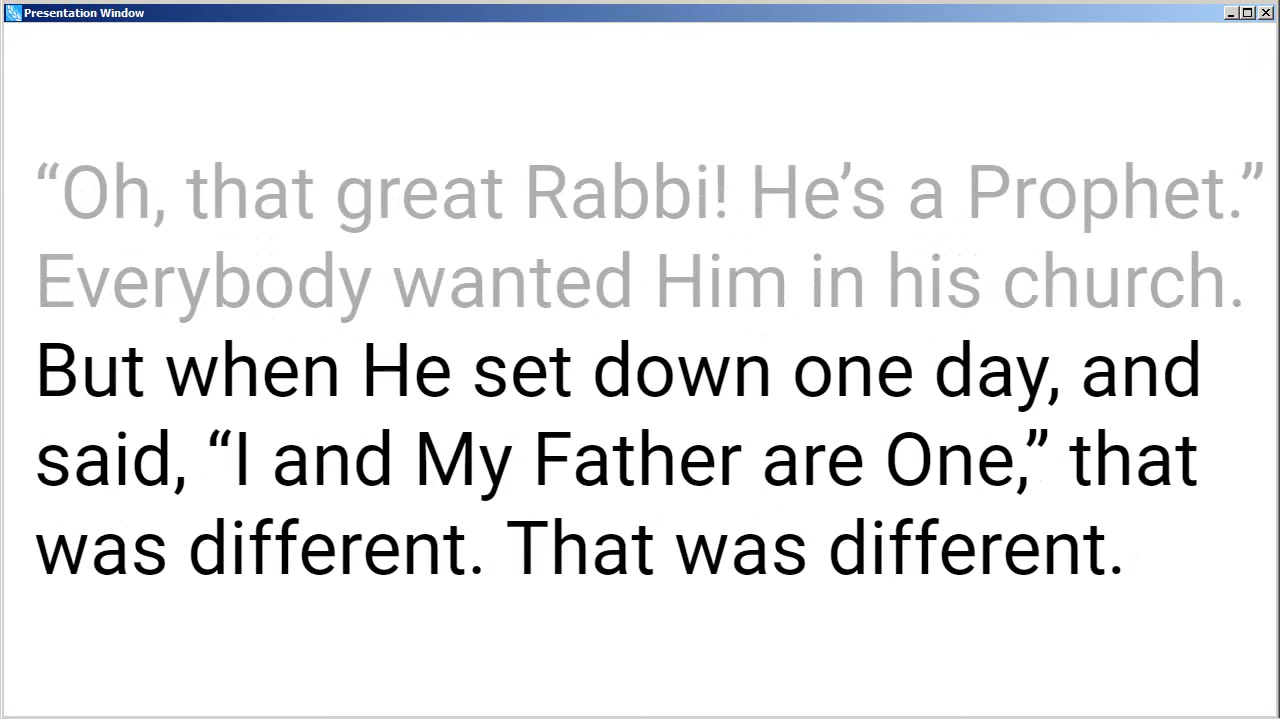 Presentation Window
“Oh, that great Rabbi! He’s a Prophet.”
Everybody wanted Him in his church.
But when He set down one day, and
said, “I and My Father are One,” that
was different. That was different.